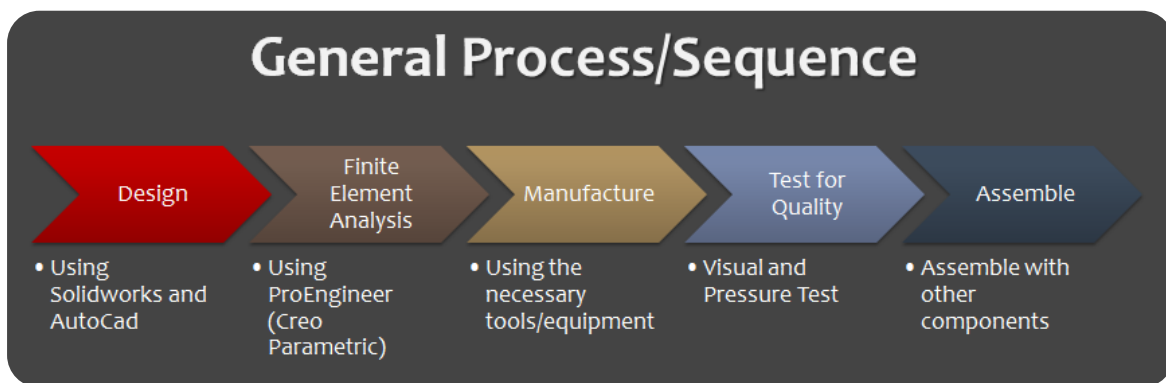 General Process/Sequence
Design
Finite
Element
Analysis
Manufacture
Test for
Quality
Assemble
• Using
Solidworks and
AutoCad
• Using
ProEngineer
(Creo
Parametric)
• Using the
necessary
tools/equipment
• Visual and
Pressure Test
• Assemble with
other
components